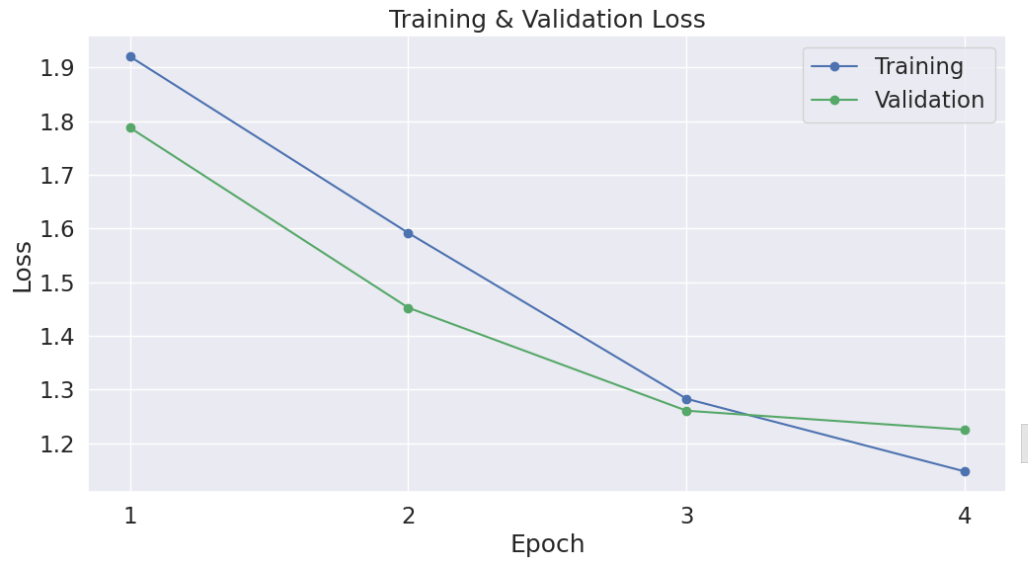 Training & Validation Loss
Training
Validation
1.9
1.8
1.7
1.6
1.5
1.4
1.3
1.2
Loss
1 2 3 4
Epoch